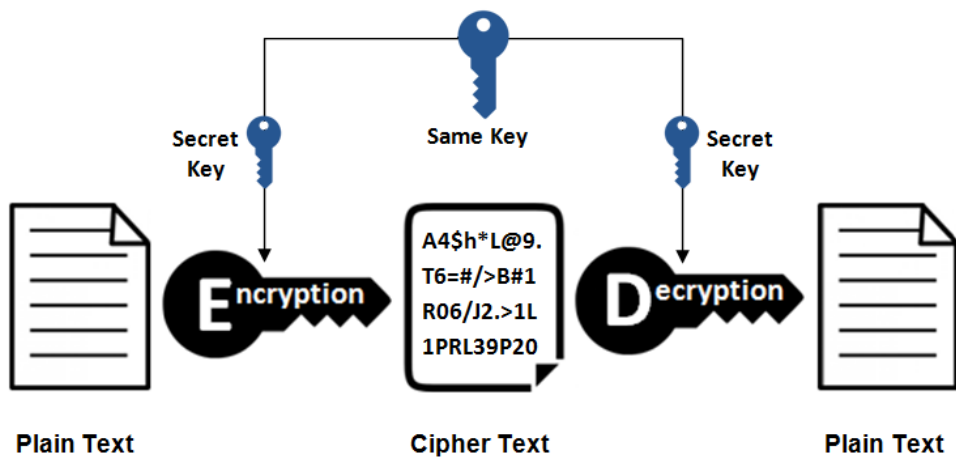 Same Key
Secret
Key
Secret
Key
Encryption
A4$h*L@9.
T6=#/>B#1
R06/J2.>1L
1PRL39P20
Decryption
Plain Text
Cipher Text
Plain Text